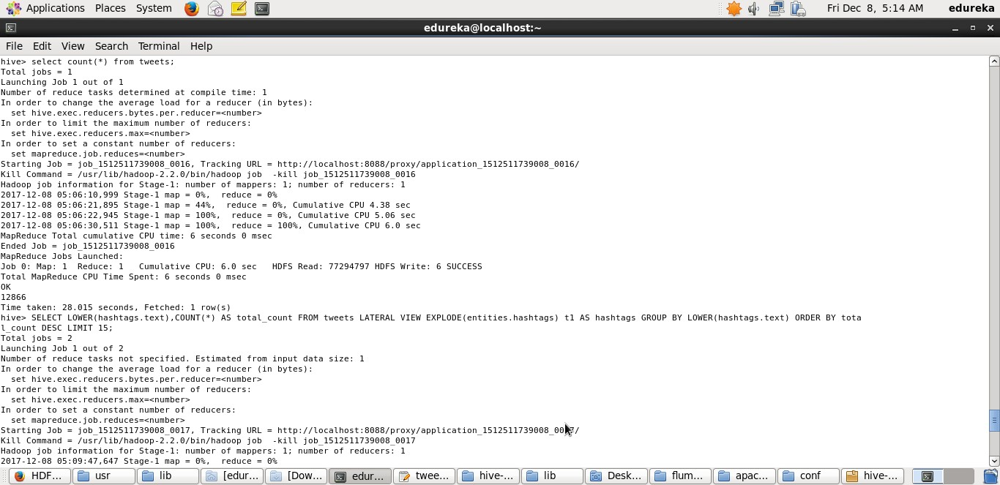 Applications Places System Fri Dec 8, 5:14 AM edureka
edureka@localhost:~
File Edit View Search Terminal Help
hive> select count(*) from tweets;
Total jobs = 1
Launching Job 1 out of 1
Number of reduce tasks determined at compile time: 1
In order to change the average load for a reducer (in bytes):
  set hive.exec.reducers.bytes.per.reducer=<number>
In order to limit the maximum number of reducers:
  set hive.exec.reducers.max=<number>
In order to set a constant number of reducers:
  set mapreduce.job.reduces=<number>
Starting Job = job_1512511739008_0016, Tracking URL = http://localhost:8088/proxy/application_1512511739008_0016/
Kill Command = /usr/lib/hadoop-2.2.0/bin/hadoop job  -kill job_1512511739008_0016
Hadoop job information for Stage-1: number of mappers: 1; number of reducers: 1
2017-12-08 05:06:10,999 Stage-1 map = 0%,  reduce = 0%
2017-12-08 05:06:21,895 Stage-1 map = 44%,  reduce = 0%, Cumulative CPU 4.38 sec
2017-12-08 05:06:22,945 Stage-1 map = 100%,  reduce = 0%, Cumulative CPU 5.06 sec
2017-12-08 05:06:30,511 Stage-1 map = 100%,  reduce = 100%, Cumulative CPU 6.0 sec
MapReduce Total cumulative CPU time: 6 seconds 0 msec
Ended Job = job_1512511739008_0016
MapReduce Jobs Launched:
Job 0: Map: 1  Reduce: 1   Cumulative CPU: 6.0 sec   HDFS Read: 77294797 HDFS Write: 6 SUCCESS
Total MapReduce CPU Time Spent: 6 seconds 0 msec
OK
12866
Time taken: 28.015 seconds, Fetched: 1 row(s)
hive> SELECT LOWER(hashtags.text),COUNT(*) AS total_count FROM tweets LATERAL VIEW EXPLODE(entities.hashtags) t1 AS hashtags GROUP BY LOWER(hashtags.text) ORDER BY tota
l_count DESC LIMIT 15;
Total jobs = 2
Launching Job 1 out of 2
Number of reduce tasks not specified. Estimated from input data size: 1
In order to change the average load for a reducer (in bytes):
  set hive.exec.reducers.bytes.per.reducer=<number>
In order to limit the maximum number of reducers:
  set hive.exec.reducers.max=<number>
In order to set a constant number of reducers:
  set mapreduce.job.reduces=<number>
Starting Job = job_1512511739008_0017, Tracking URL = http://localhost:8088/proxy/application_1512511739008_0017/
Kill Command = /usr/lib/hadoop-2.2.0/bin/hadoop job  -kill job_1512511739008_0017
Hadoop job information for Stage-1: number of mappers: 1; number of reducers: 1
2017-12-08 05:09:47,647 Stage-1 map = 0%,  reduce = 0%
HDF... usr lib [edur... [Dow... edur... twee... hive-... lib Desk... flum... apac... conf hive-...